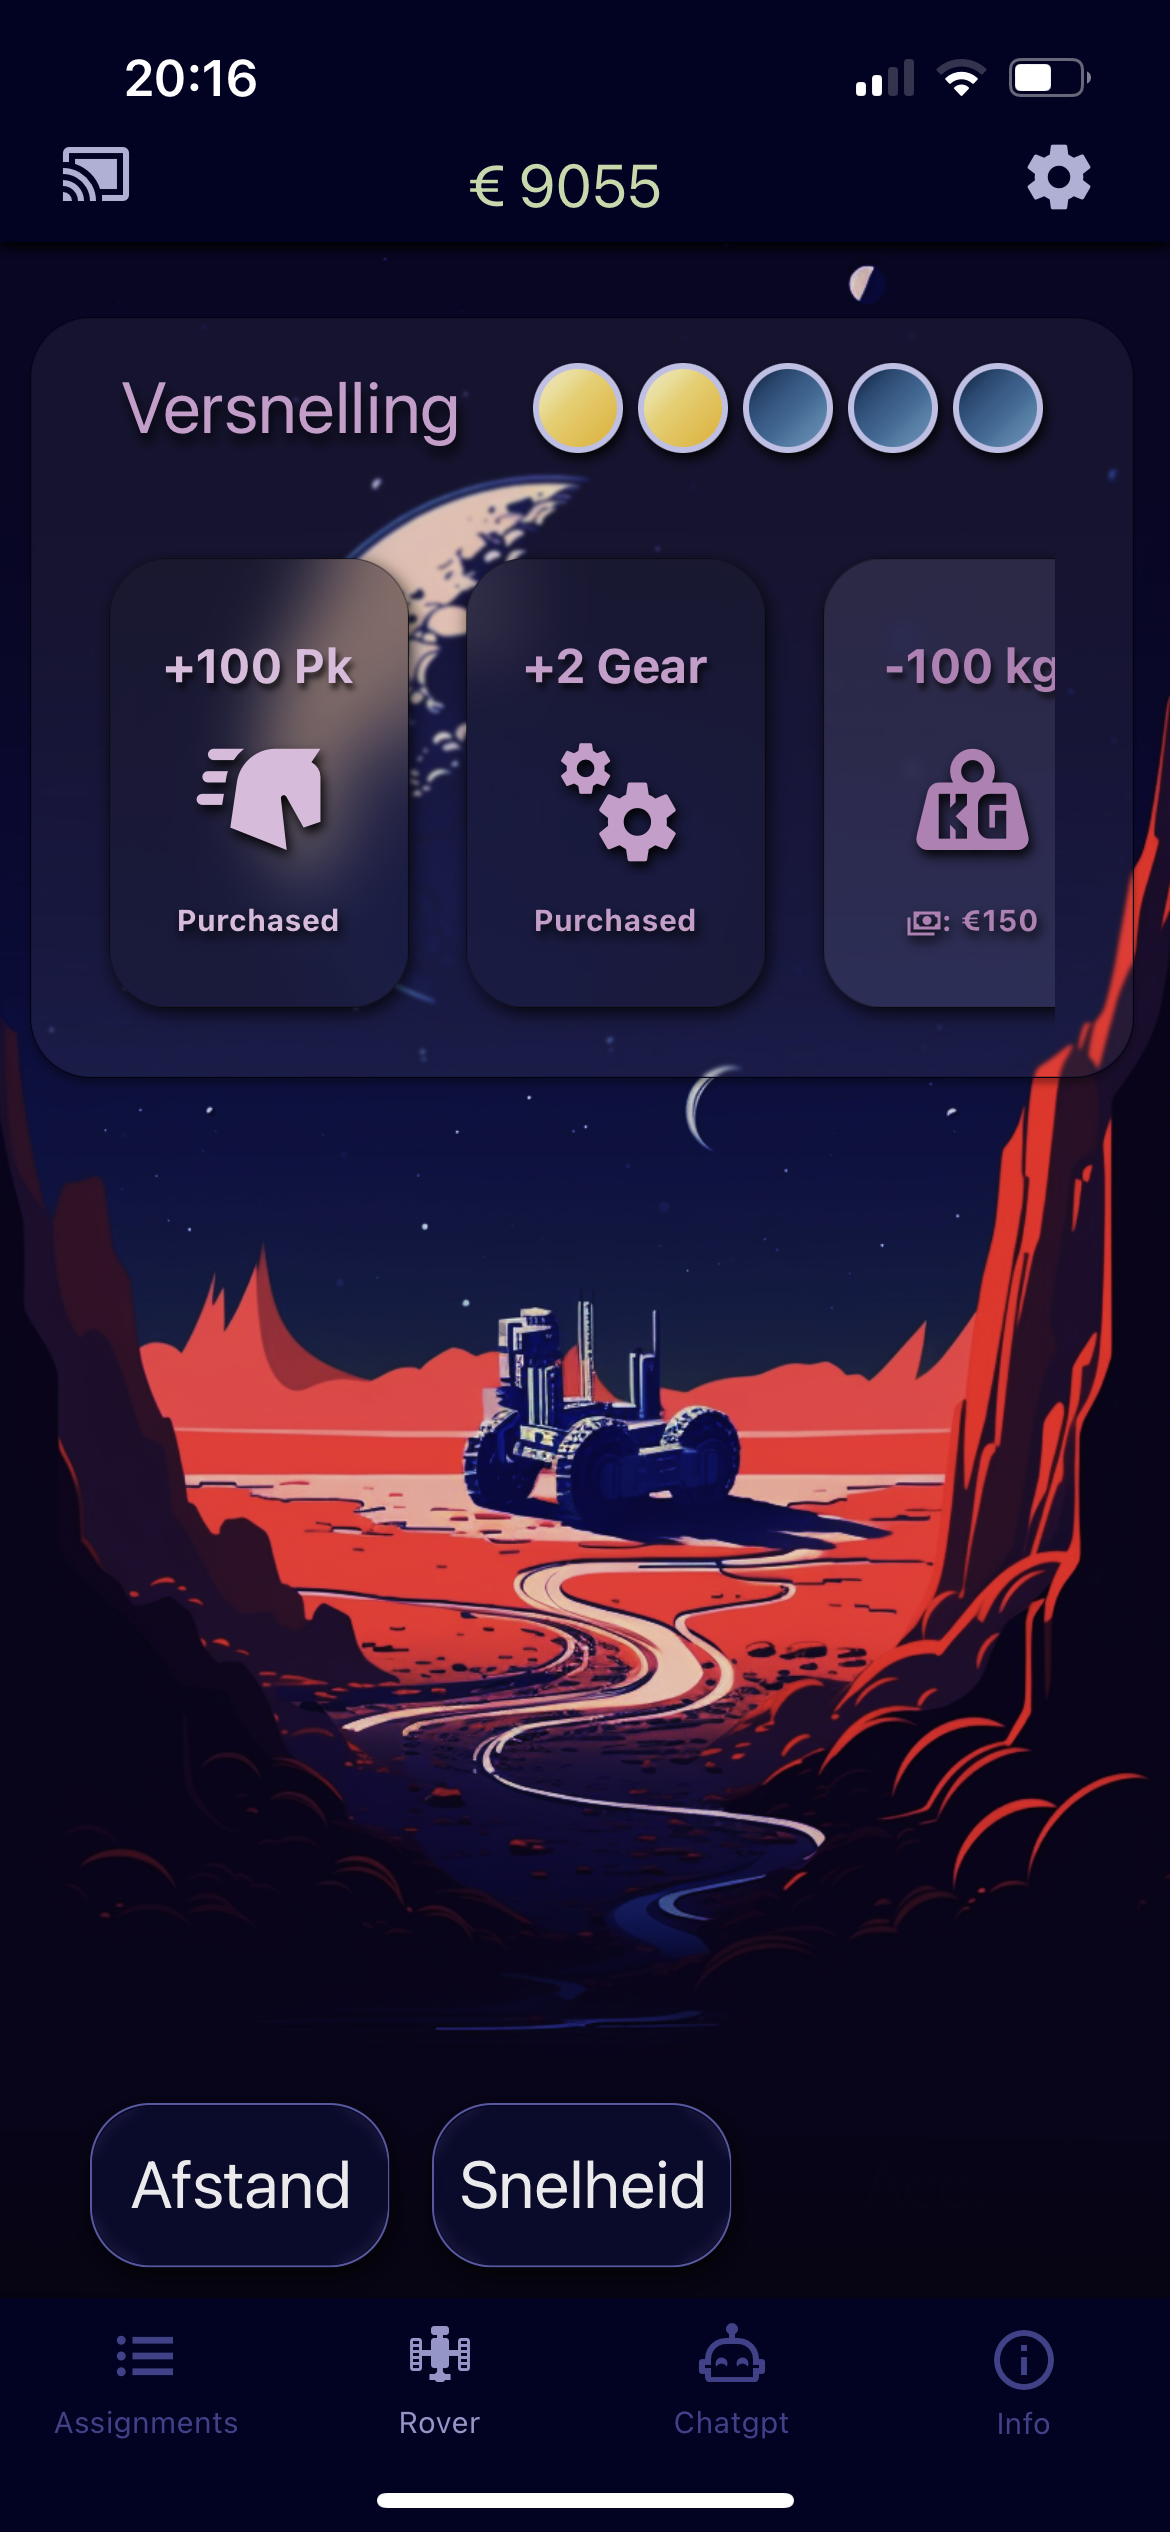 20:16
€ 9055
Versnelling
+100 Pk
Purchased
+2 Gear
Purchased
-100 kg
KG
: €150
Afstand
Snelheid
Assignments
Rover
Chatgpt
Info